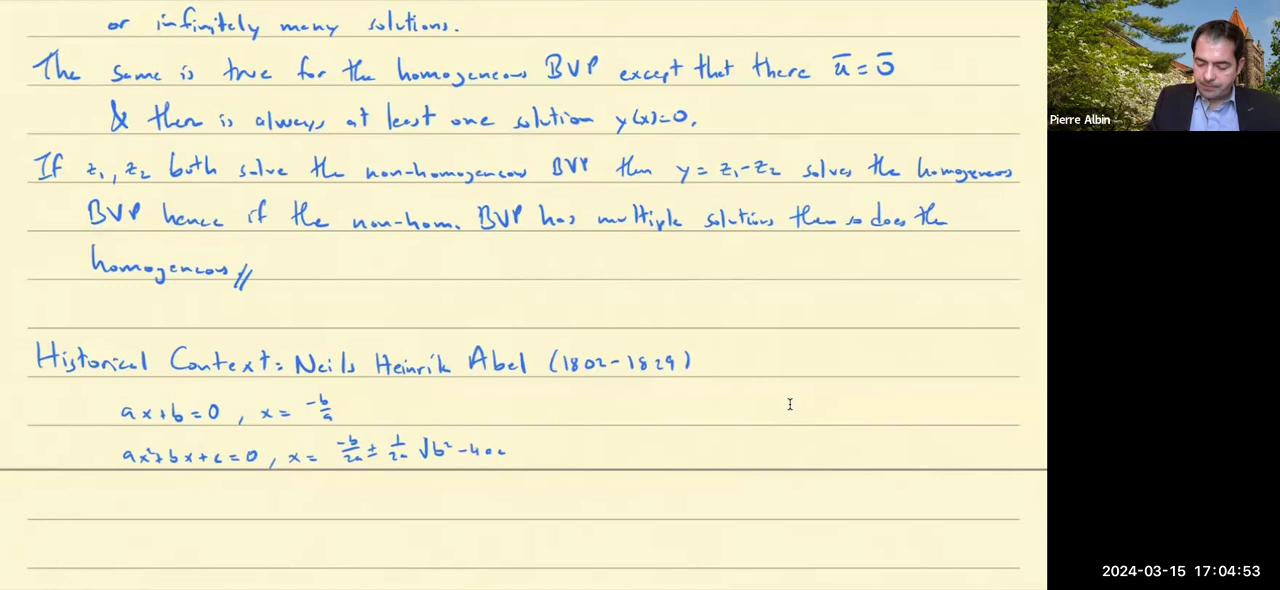 or infinitely many solutions.
The same is true for the homogeneous BVP except that there ū = ō
& there is always at least one solution y(x)=0.
If z₁, z₂ both solve the non-homogeneous BVP then y = z₁-z₂ solves the homogeneous
BVP hence if the non-hom. BVP has multiple solutions then so does the
homogeneous //
Historical Context: Neils Heinrik Abel (1802-1829)
ax+b=0, x = -b/a
ax²+bx+c=0, x = -b/2a ± 1/2a √b²-4ac
Pierre Albin
2024-03-15 17:04:53